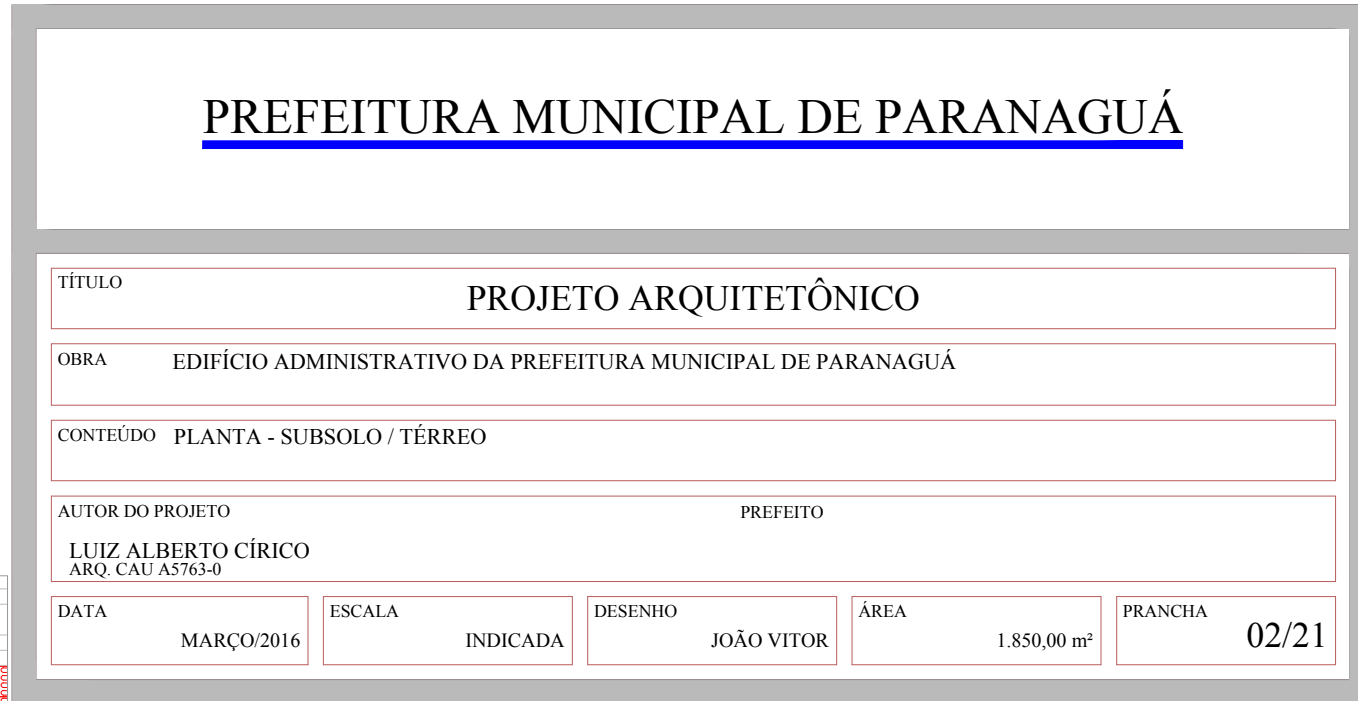 PREFEITURA MUNICIPAL DE PARANAGUÁ
TÍTULO
PROJETO ARQUITETÔNICO
OBRA EDIFÍCIO ADMINISTRATIVO DA PREFEITURA MUNICIPAL DE PARANAGUÁ
CONTEÚDO PLANTA - SUBSOLO / TÉRREO
AUTOR DO PROJETO PREFEITO
LUIZ ALBERTO CÍRICO
ARQ. CAU A5763-0
DATA
MARÇO/2016
ESCALA
INDICADA
DESENHO
JOÃO VITOR
ÁREA
1.850,00 m²
PRANCHA
02/21